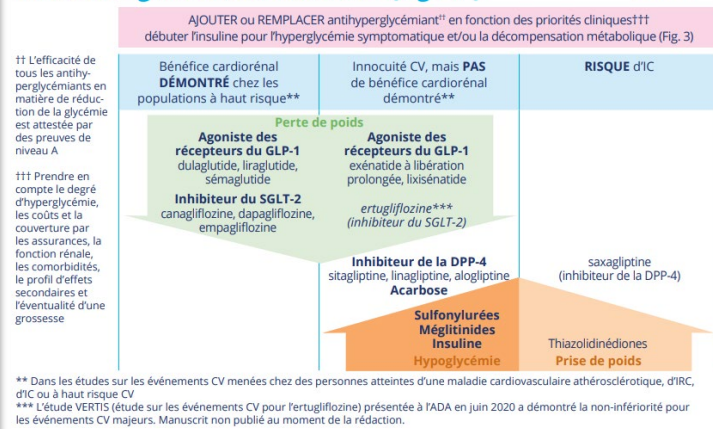 AJOUTER ou REMPLACER antihyperglycémiant†† en fonction des priorités cliniques†††
débuter l’insuline pour l’hyperglycémie symptomatique et/ou la décompensation métabolique (Fig. 3)
†† L’efficacité de
tous les antihy-
perglycémiants en
matière de réduc-
tion de la glycémie
est attestée par
des preuves de
niveau A
††† Prendre en
compte le degré
d’hyperglycémie,
les coûts et la
couverture par
les assurances, la
fonction rénale,
les comorbidités,
le profil d’effets
secondaires et
l’éventualité d’une
grossesse
Bénéfice cardiorénal
DÉMONTRÉ chez les
populations à haut risque**
Innocuité CV, mais PAS
de bénéfice cardiorénal
démontré**
RISQUE d’IC
Perte de poids
Agoniste des
récepteurs du GLP-1
dulaglutide, liraglutide,
sémaglutide
Inhibiteur du SGLT-2
canagliflozine, dapagliflozine,
empagliflozine
Agoniste des
récepteurs du GLP-1
exénatide à libération
prolongée, lixisénatide
ertugliflozine***
(inhibiteur du SGLT-2)
Inhibiteur de la DPP-4
sitagliptine, linagliptine, alogliptine
Acarbose
saxagliptine
(inhibiteur de la DPP-4)
Sulfonylurées
Méglitinides
Insuline
Hypoglycémie
Thiazolidinédiones
Prise de poids
** Dans les études sur les événements CV menées chez des personnes atteintes d’une maladie cardiovasculaire athérosclérotique, d’IRC,
d’IC ou à haut risque CV
*** L’étude VERTIS (étude sur les événements CV pour l’ertugliflozine) présentée à l’ADA en juin 2020 a démontré la non-infériorité pour
les événements CV majeurs. Manuscrit non publié au moment de la rédaction.